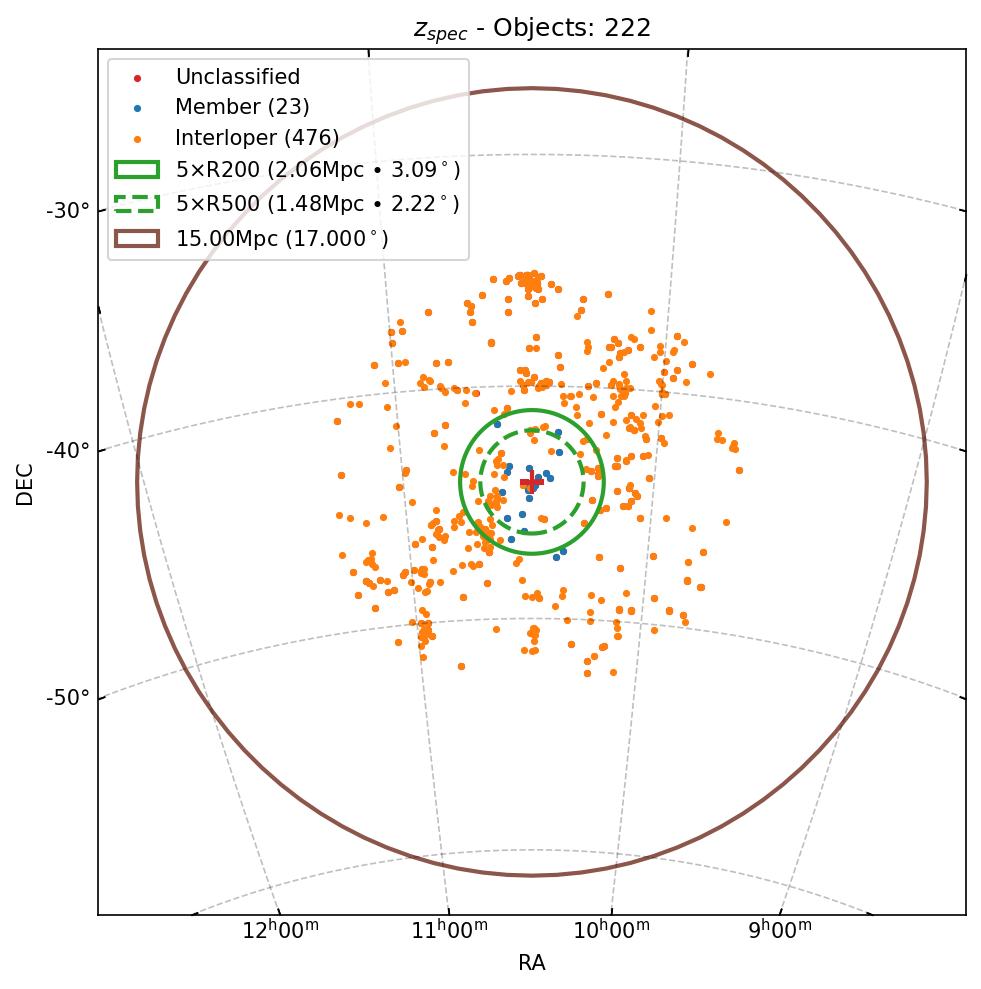 z_spec - Objects: 222
Unclassified
Member (23)
Interloper (476)
5×R200 (2.06Mpc • 3.09°)
5×R500 (1.48Mpc • 2.22°)
15.00Mpc (17.000°)
-30°
-40°
-50°
DEC
12h00m
11h00m
10h00m
9h00m
RA